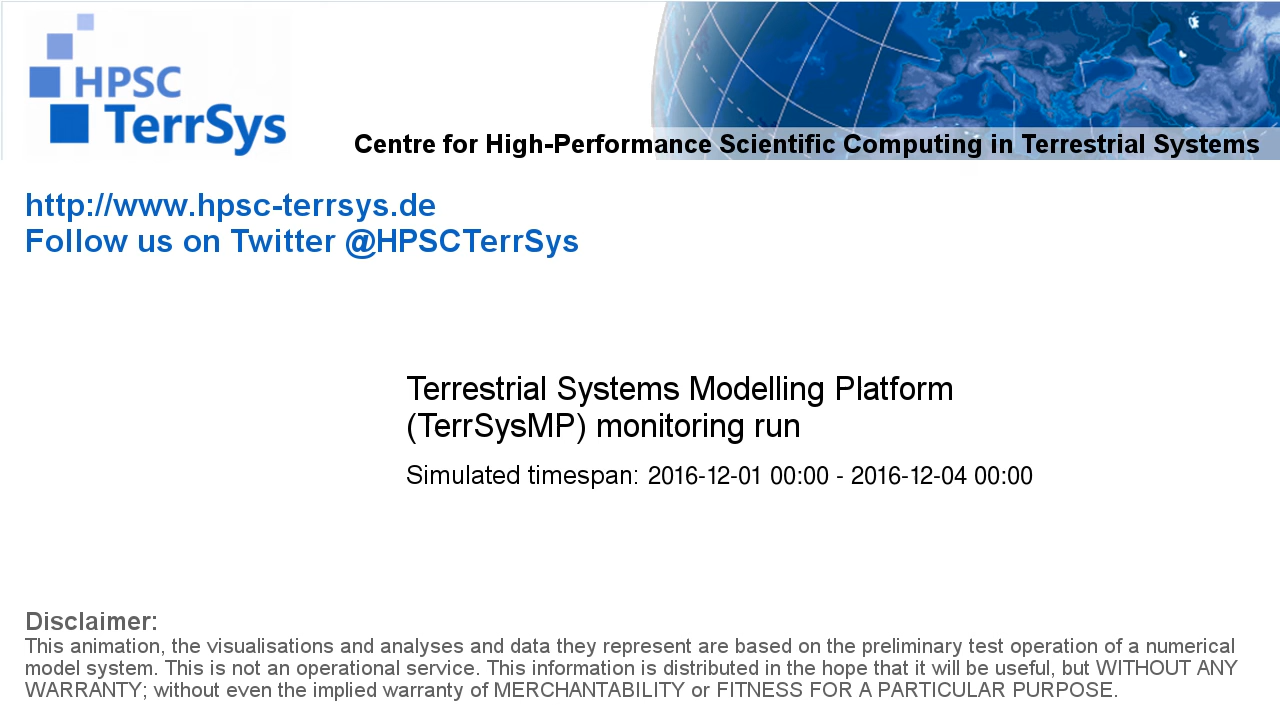 HPSC
TerrSys
Centre for High-Performance Scientific Computing in Terrestrial Systems
http://www.hpsc-terrsys.de
Follow us on Twitter @HPSCTerrSys
Terrestrial Systems Modelling Platform
(TerrSysMP) monitoring run
Simulated timespan: 2016-12-01 00:00 - 2016-12-04 00:00
Disclaimer:
This animation, the visualisations and analyses and data they represent are based on the preliminary test operation of a numerical
model system. This is not an operational service. This information is distributed in the hope that it will be useful, but WITHOUT ANY
WARRANTY; without even the implied warranty of MERCHANTABILITY or FITNESS FOR A PARTICULAR PURPOSE.